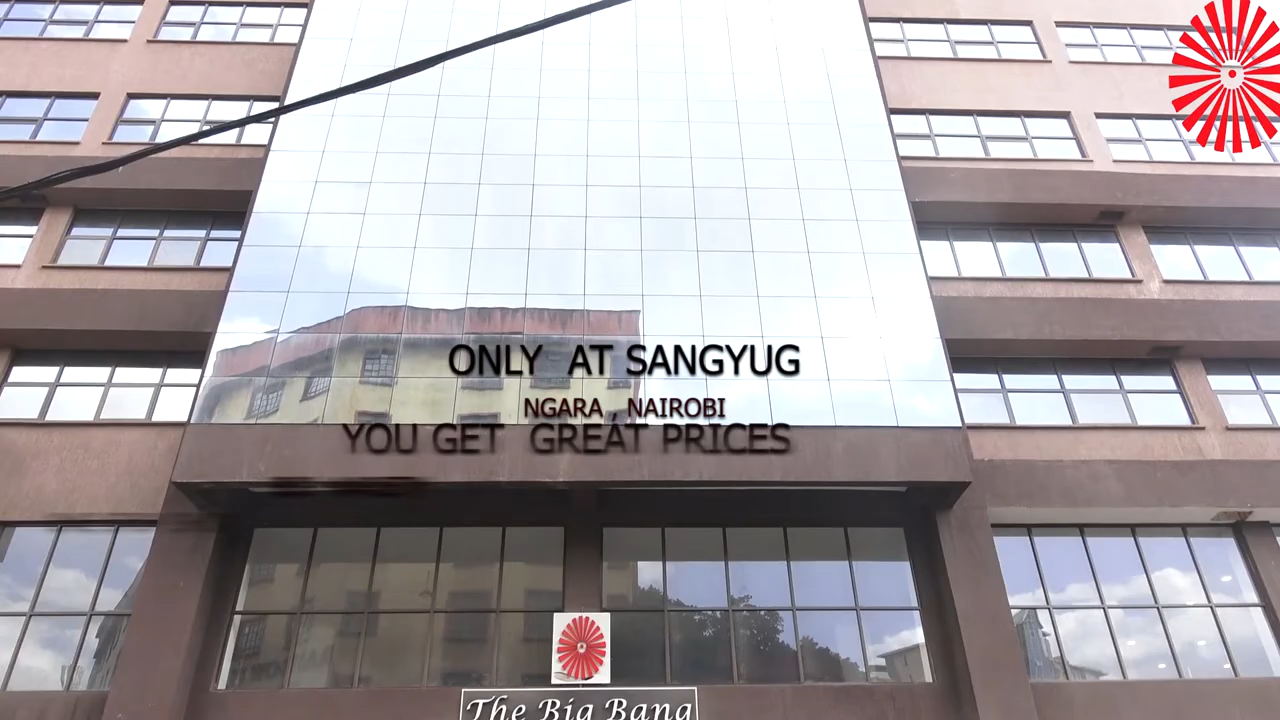 ONLY AT SANGYUG
NGARA , NAIROBI
YOU GET GREAT PRICES
The Big Bang